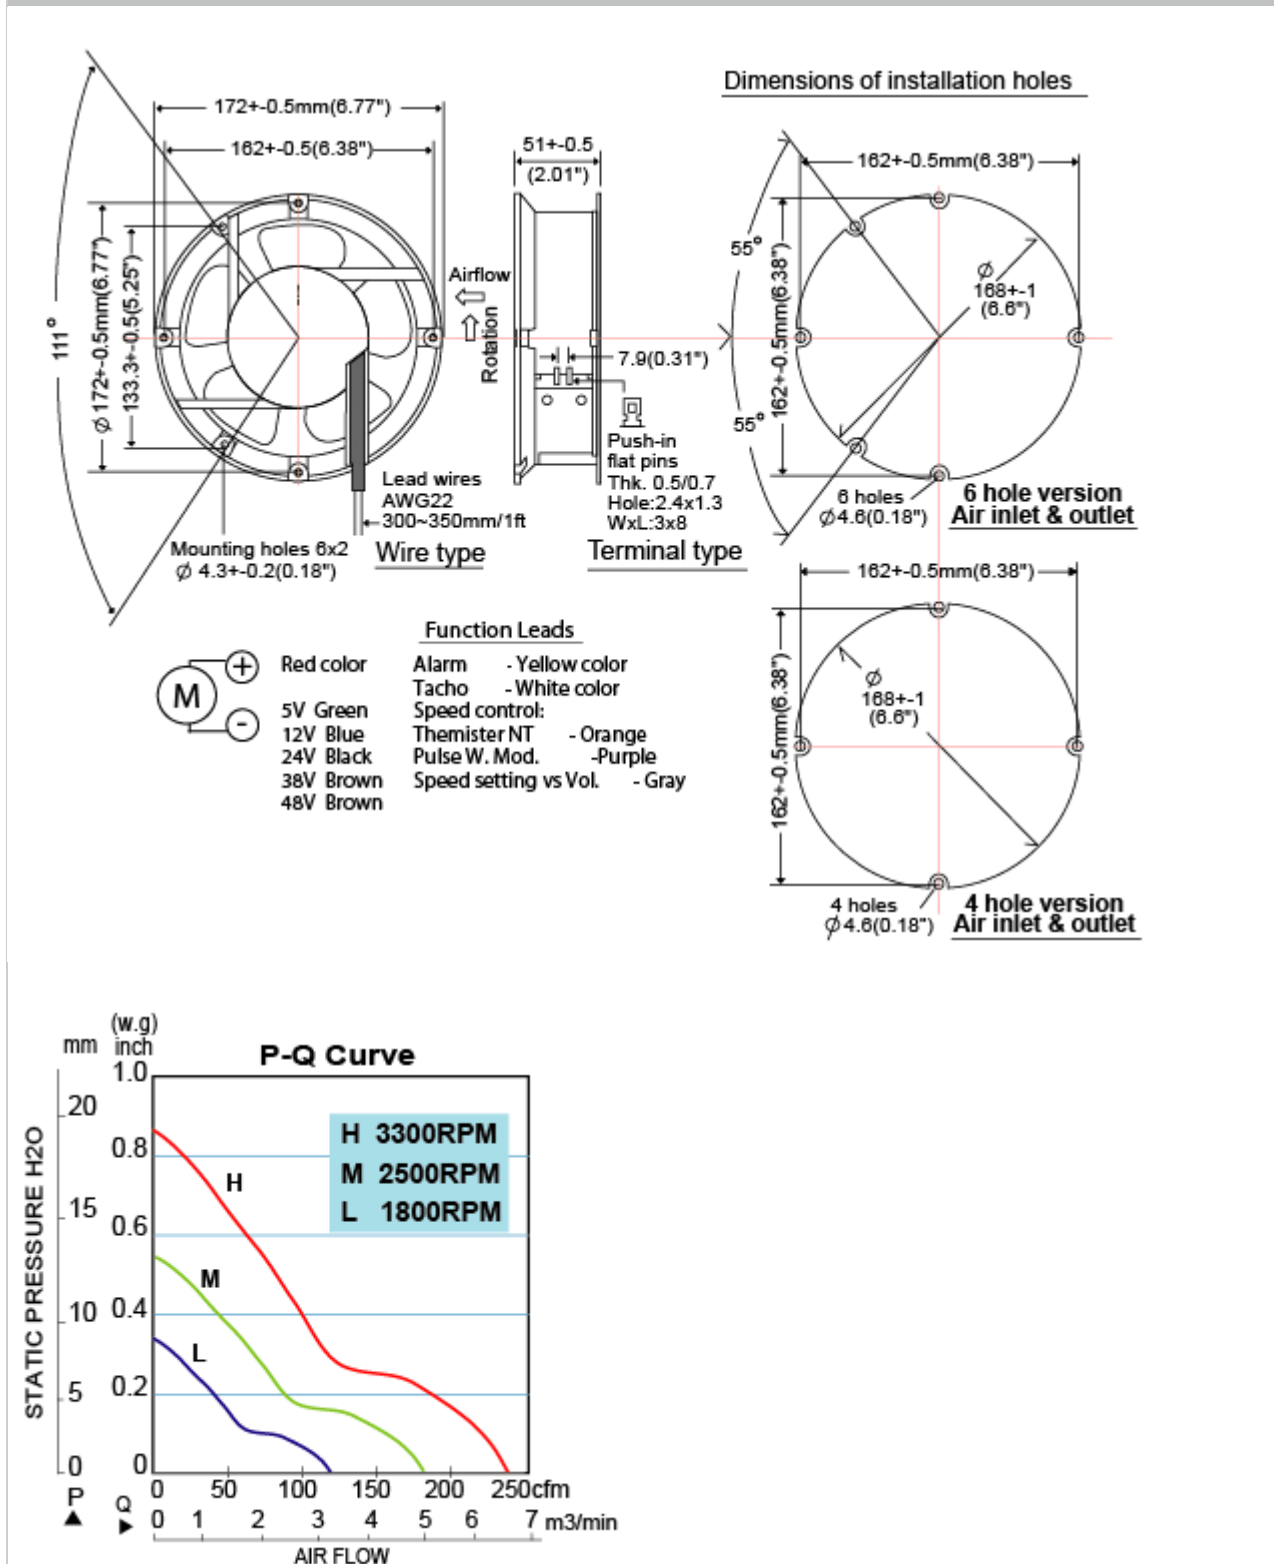 Dimensions of installation holes
172+-0.5mm(6.77")
162+-0.5(6.38")
111°
Ø172+-0.5mm(6.77")
133.3+-0.5(5.25")
51+-0.5
(2.01")
Airflow
Rotation
7.9(0.31")
Push-in
flat pins
Thk. 0.5/0.7
Hole:2.4x1.3
WxL:3x8
Lead wires
AWG22
300~350mm/1ft
Mounting holes 6x2
Ø 4.3+-0.2(0.18")
Wire type
Terminal type
162+-0.5mm(6.38")
162+-0.5mm(6.38")
55°
55°
Ø
168+-1
(6.6")
6 holes
Ø4.6(0.18")
6 hole version
Air inlet & outlet
162+-0.5mm(6.38")
162+-0.5mm(6.38")
Ø
168+-1
(6.6")
4 holes
Ø4.6(0.18")
4 hole version
Air inlet & outlet
Function Leads
M
+
-
Red color
5V Green
12V Blue
24V Black
38V Brown
48V Brown
Alarm - Yellow color
Tacho - White color
Speed control:
Themister NT - Orange
Pulse W. Mod. -Purple
Speed setting vs Vol. - Gray
P-Q Curve
mm
(w.g)
inch
STATIC PRESSURE H2O
20
15
10
5
0
1.0
0.8
0.6
0.4
0.2
0
H 3300RPM
M 2500RPM
L 1800RPM
H
M
L
P
Q
0 50 100 150 200 250cfm
0 1 2 3 4 5 6 7 m3/min
AIR FLOW